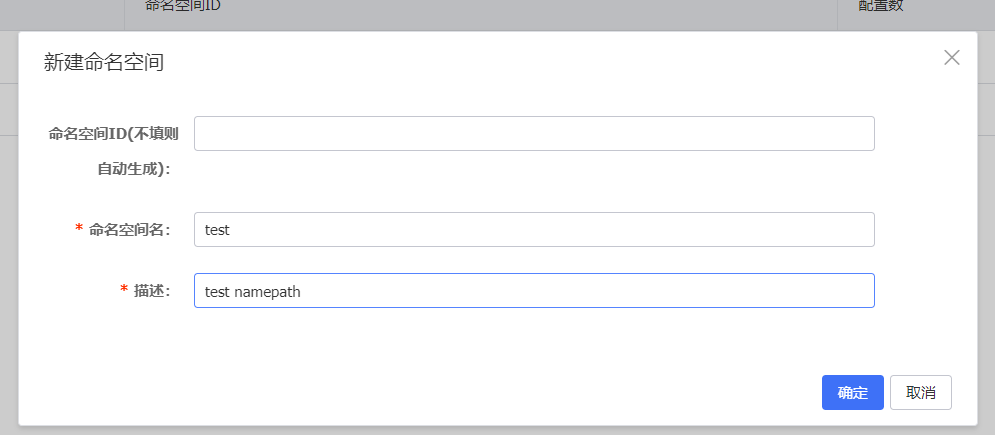 命名空间ID
配置数
新建命名空间
命名空间ID(不填则
自动生成):
* 命名空间名:
test
* 描述:
test namepath
确定
取消